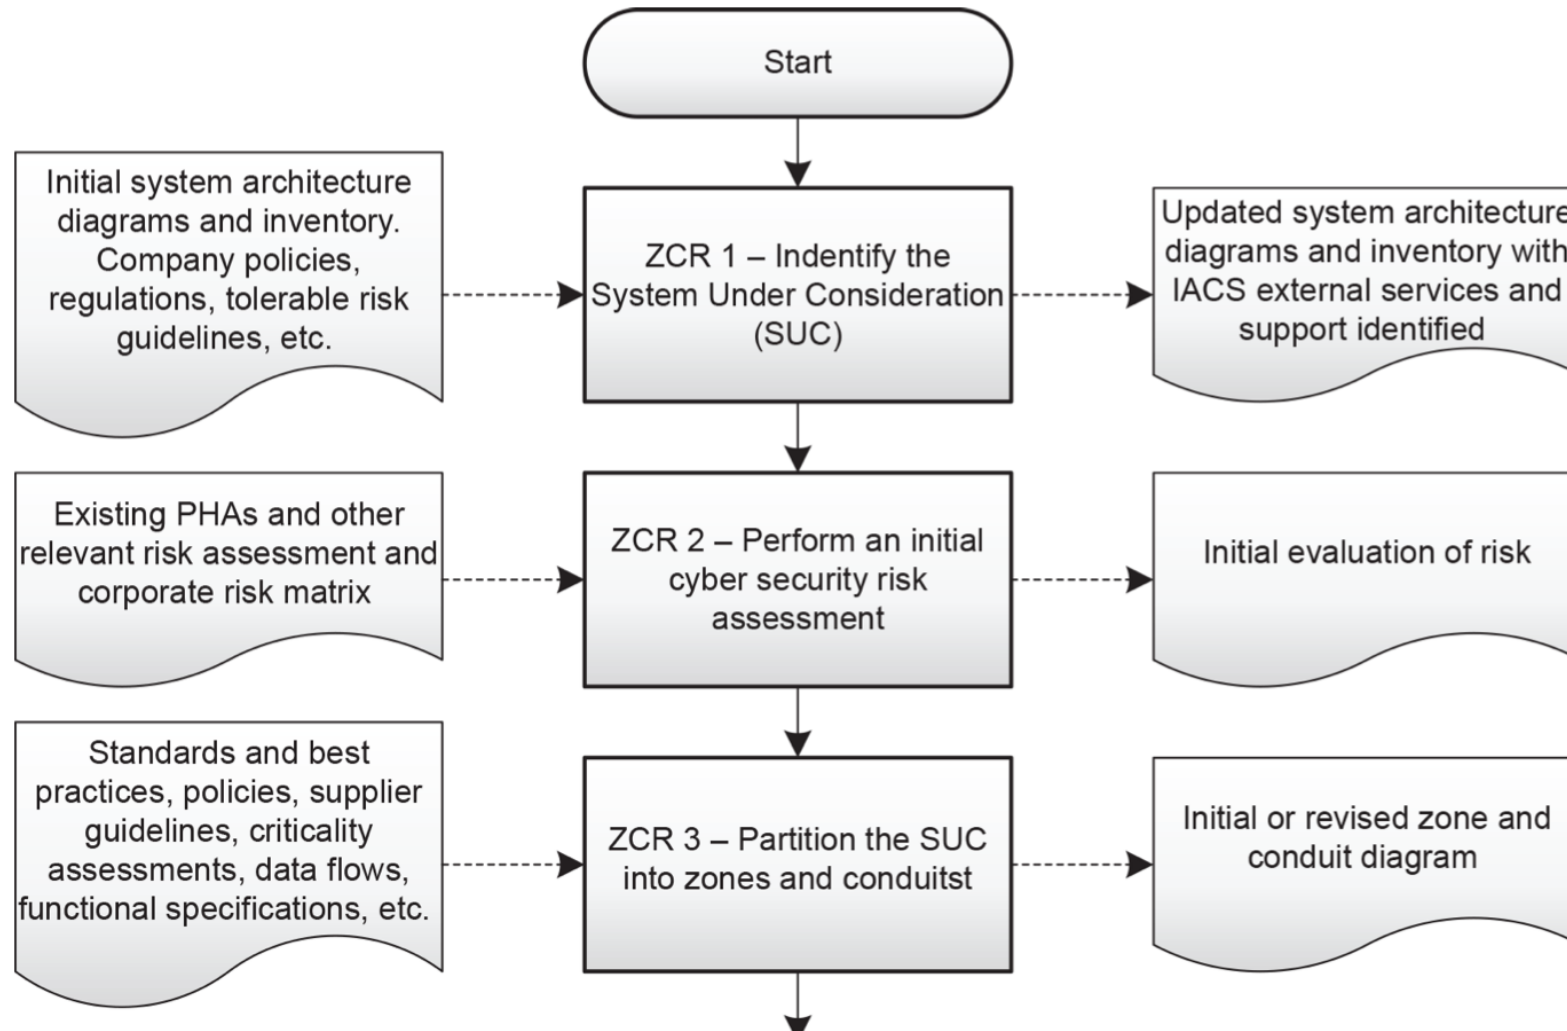 Start
Initial system architecture
diagrams and inventory.
Company policies,
regulations, tolerable risk
guidelines, etc.
ZCR 1 – Indentify the
System Under Consideration
(SUC)
Updated system architecture
diagrams and inventory with
IACS external services and
support identified
Existing PHAs and other
relevant risk assessment and
corporate risk matrix
ZCR 2 – Perform an initial
cyber security risk
assessment
Initial evaluation of risk
Standards and best
practices, policies, supplier
guidelines, criticality
assessments, data flows,
functional specifications, etc.
ZCR 3 – Partition the SUC
into zones and conduitst
Initial or revised zone and
conduit diagram